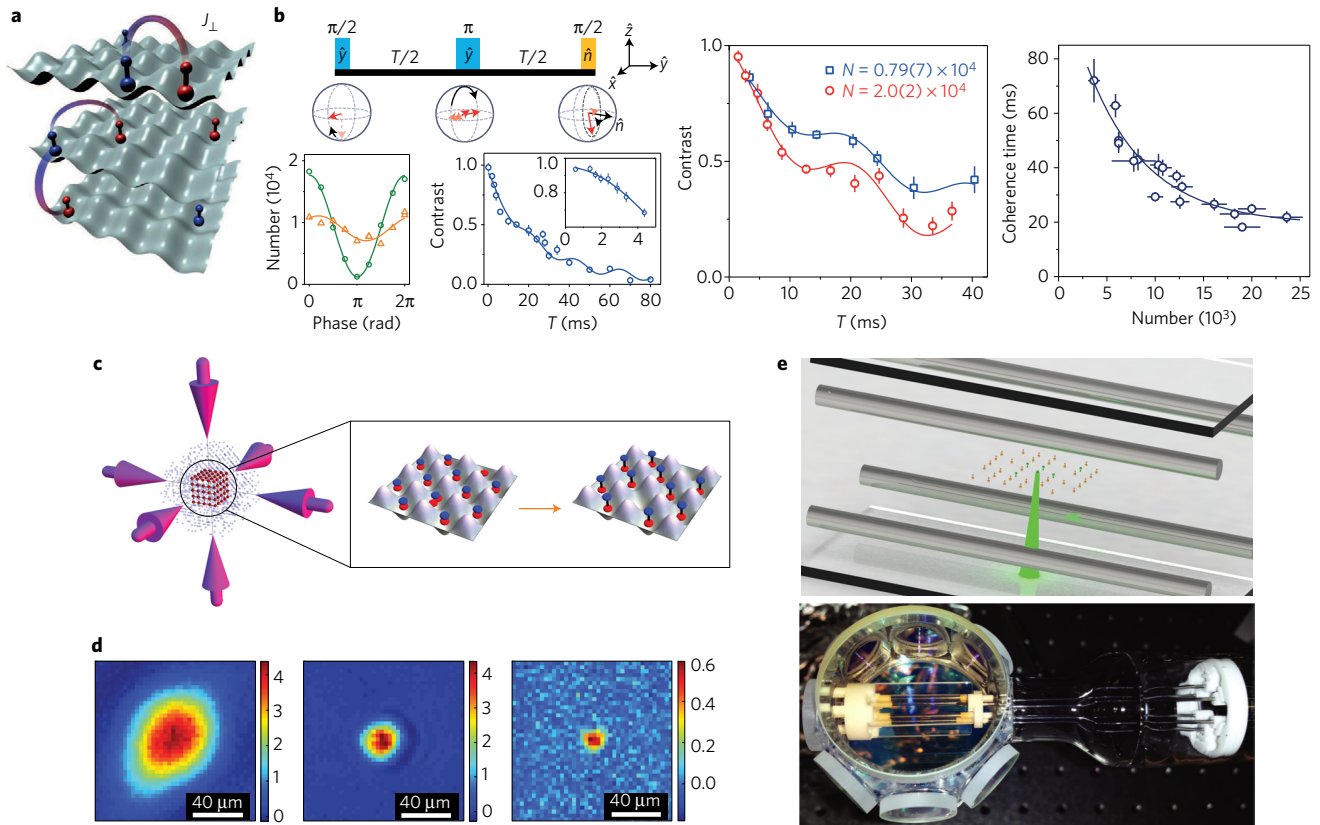 a
J⊥
b
π/2
π
π/2
ŷ
T/2
ŷ
T/2
n̂
ẑ
ŷ
x̂
n̂
Number (10⁴)
2
1
0
0
π
2π
Phase (rad)
Contrast
1.0
0.5
0.0
0
20
40
60
80
T (ms)
1.0
0.8
0
2
4
Contrast
1.0
0.5
0.0
0
10
20
30
40
T (ms)
N = 0.79(7) × 10⁴
N = 2.0(2) × 10⁴
Coherence time (ms)
80
60
40
20
0
0
5
10
15
20
25
Number (10³)
c
d
40 μm
4
3
2
1
0
40 μm
4
3
2
1
0
40 μm
0.6
0.4
0.2
0.0
e